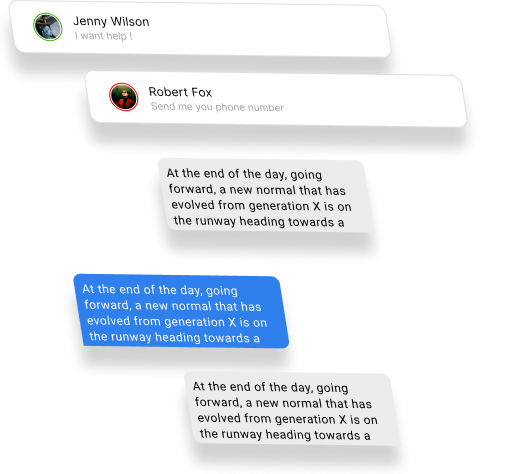 Jenny Wilson
I want help !
Robert Fox
Send me you phone number
At the end of the day, going
forward, a new normal that has
evolved from generation X is on
the runway heading towards a
At the end of the day, going
forward, a new normal that has
evolved from generation X is on
the runway heading towards a
At the end of the day, going
forward, a new normal that has
evolved from generation X is on
the runway heading towards a